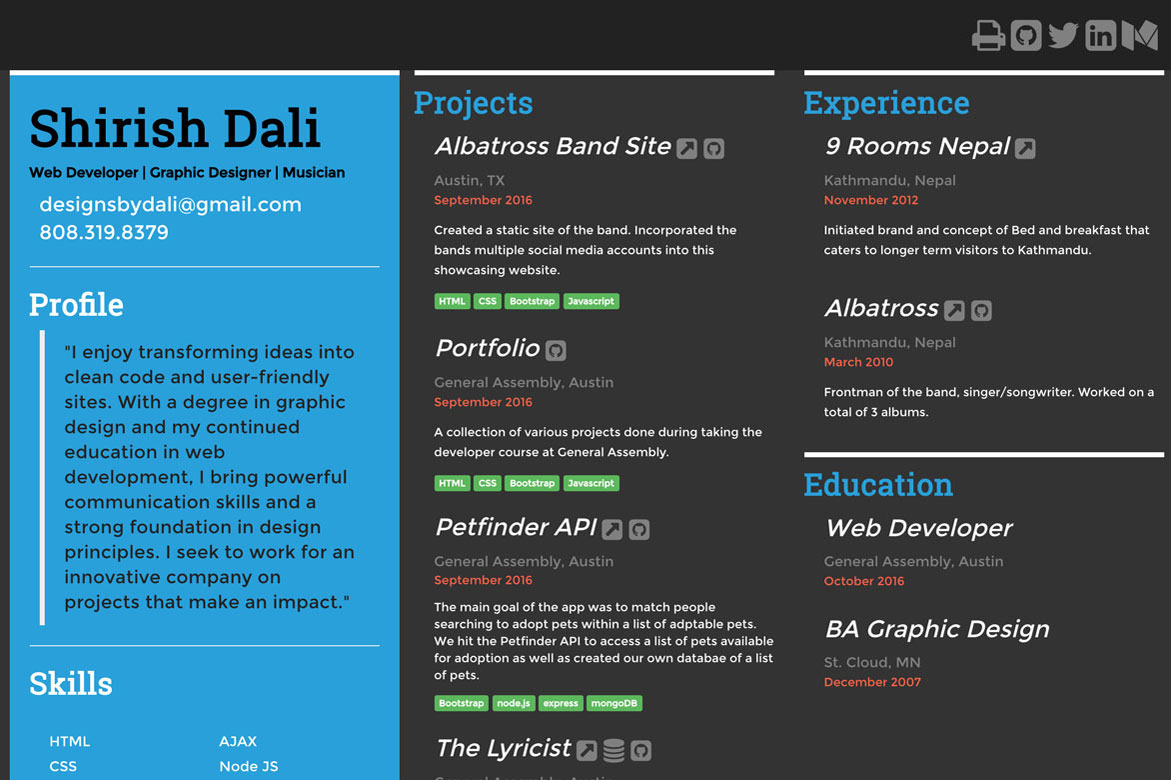 Shirish Dali
Web Developer | Graphic Designer | Musician
designsbydali@gmail.com
808.319.8379
Profile
"I enjoy transforming ideas into
clean code and user-friendly
sites. With a degree in graphic
design and my continued
education in web
development, I bring powerful
communication skills and a
strong foundation in design
principles. I seek to work for an
innovative company on
projects that make an impact."
Skills
HTML AJAX
CSS Node JS
Projects
Albatross Band Site
Austin, TX
September 2016
Created a static site of the band. Incorporated the
bands multiple social media accounts into this
showcasing website.
HTML CSS Bootstrap Javascript
Portfolio
General Assembly, Austin
September 2016
A collection of various projects done during taking the
developer course at General Assembly.
HTML CSS Bootstrap Javascript
Petfinder API
General Assembly, Austin
September 2016
The main goal of the app was to match people
searching to adopt pets within a list of adptable pets.
We hit the Petfinder API to access a list of pets available
for adoption as well as created our own databae of a list
of pets.
Bootstrap node.js express mongoDB
The Lyricist
Experience
9 Rooms Nepal
Kathmandu, Nepal
November 2012
Initiated brand and concept of Bed and breakfast that
caters to longer term visitors to Kathmandu.
Albatross
Kathmandu, Nepal
March 2010
Frontman of the band, singer/songwriter. Worked on a
total of 3 albums.
Education
Web Developer
General Assembly, Austin
October 2016
BA Graphic Design
St. Cloud, MN
December 2007